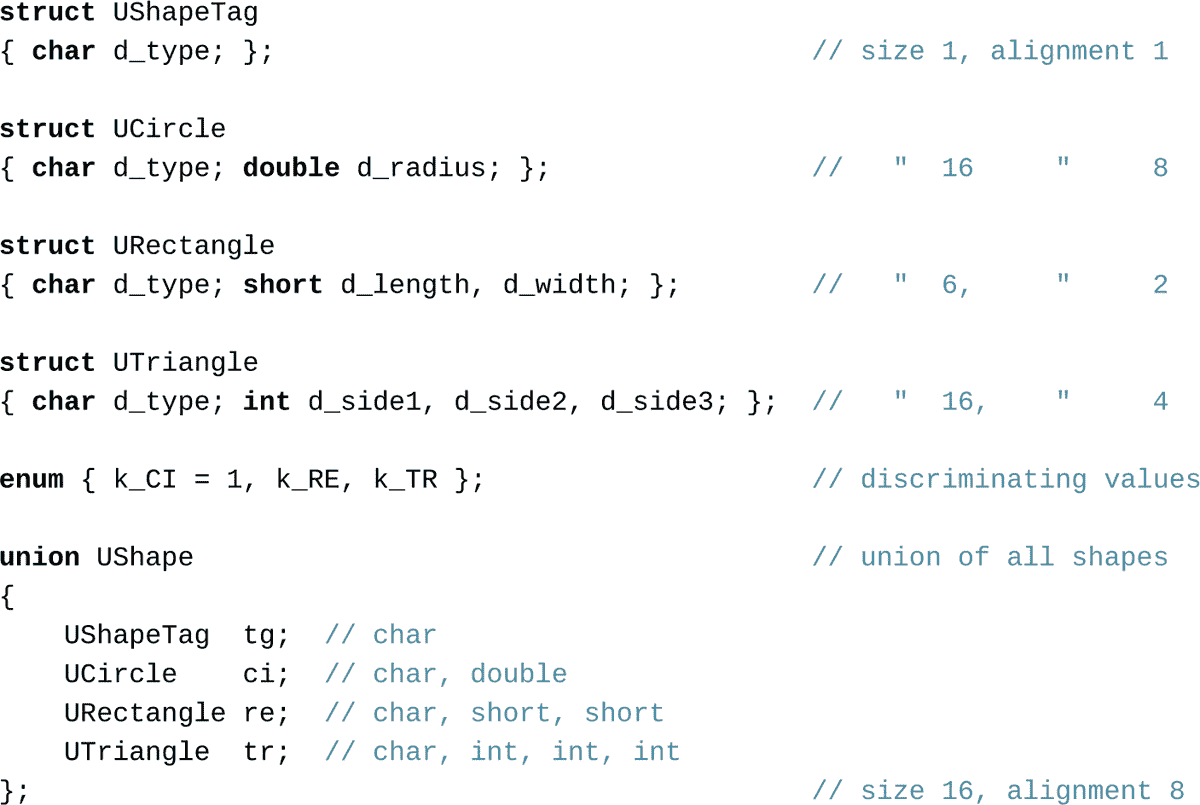 struct UShapeTag
{ char d_type; };                                 // size 1, alignment 1
struct UCircle
{ char d_type; double d_radius; };                //   "  16     "     8
struct URectangle
{ char d_type; short d_length, d_width; };        //   "  6,     "     2
struct UTriangle
{ char d_type; int d_side1, d_side2, d_side3; };  //   "  16,    "     4
enum { k_CI = 1, k_RE, k_TR };                    // discriminating values
union UShape                                      // union of all shapes
{
    UShapeTag  tg;  // char
    UCircle    ci;  // char, double
    URectangle re;  // char, short, short
    UTriangle  tr;  // char, int, int, int
};                                                // size 16, alignment 8